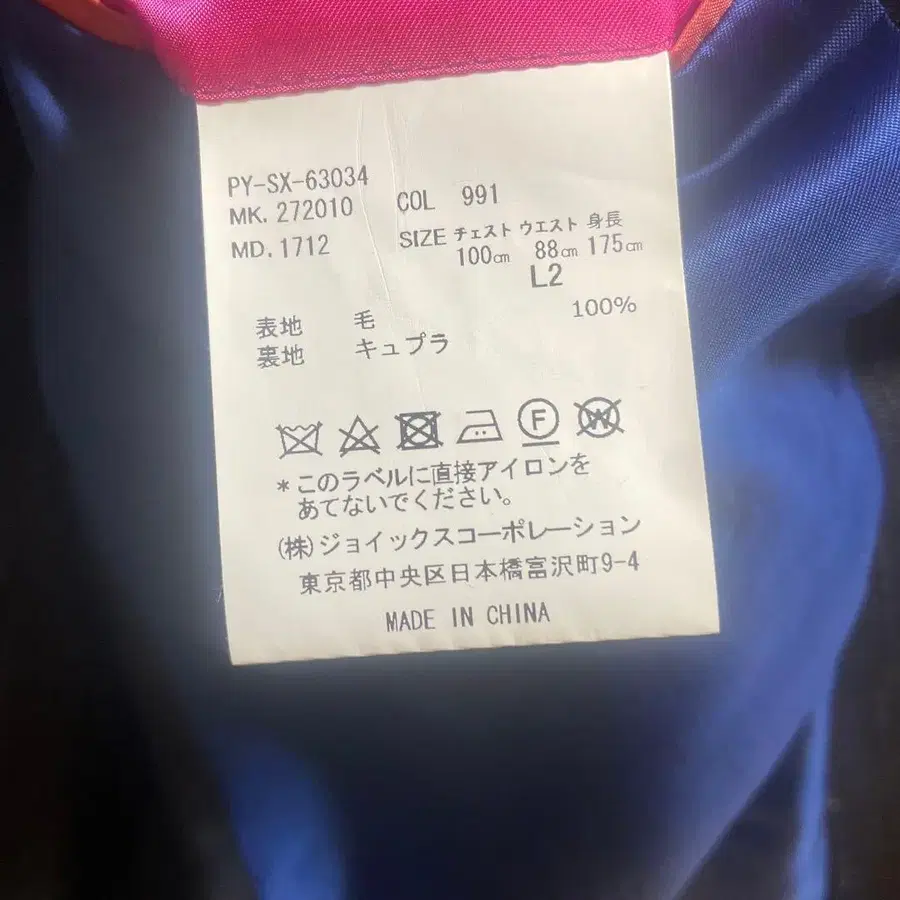 PY-SX-63034
MK. 272010
MD. 1712
COL 991
SIZE チェスト ウエスト 身長
100㎝ 88㎝ 175㎝
L2
表地 毛 100%
裏地 キュプラ
F W
*このラベルに直接アイロンを
あてないでください。
(株)ジョイックスコーポレーション
東京都中央区日本橋富沢町9-4
MADE IN CHINA